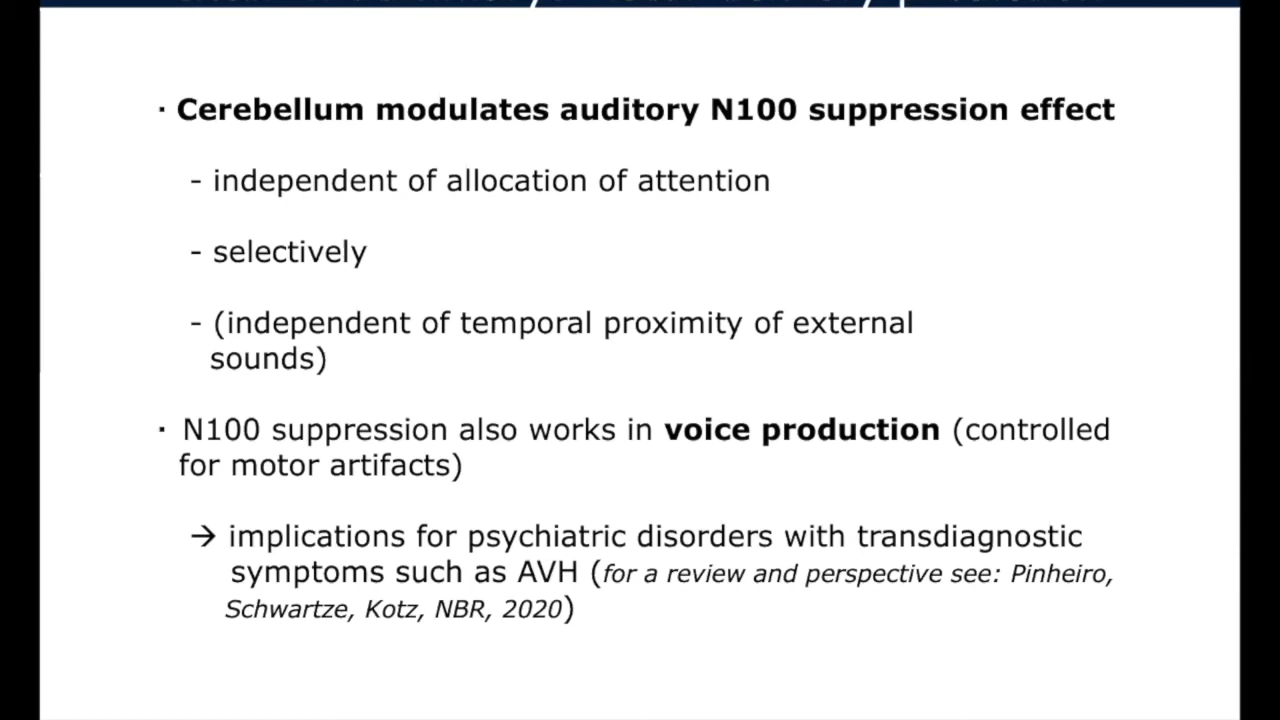 · Cerebellum modulates auditory N100 suppression effect
- independent of allocation of attention
- selectively
- (independent of temporal proximity of external
sounds)
· N100 suppression also works in voice production (controlled
for motor artifacts)
→ implications for psychiatric disorders with transdiagnostic
symptoms such as AVH (for a review and perspective see: Pinheiro,
Schwartze, Kotz, NBR, 2020)